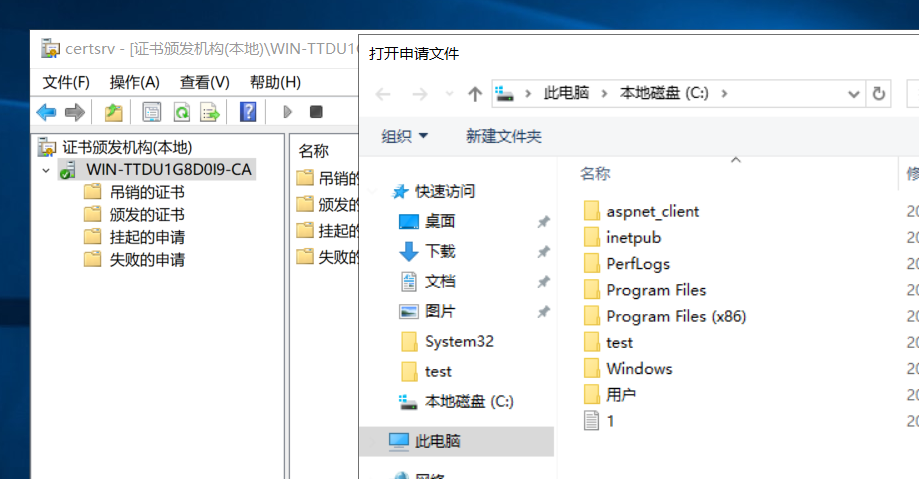 certsrv - [证书颁发机构(本地)\WIN-TTDU1G
文件(F) 操作(A) 查看(V) 帮助(H)
证书颁发机构(本地)
WIN-TTDU1G8D0I9-CA
吊销的证书
颁发的证书
挂起的申请
失败的申请
名称
吊销的
颁发的
挂起的
失败的
打开申请文件
此电脑 本地磁盘 (C:)
组织 新建文件夹
快速访问
桌面
下载
文档
图片
System32
test
本地磁盘 (C:)
此电脑
网络
名称
aspnet_client
inetpub
PerfLogs
Program Files
Program Files (x86)
test
Windows
用户
1